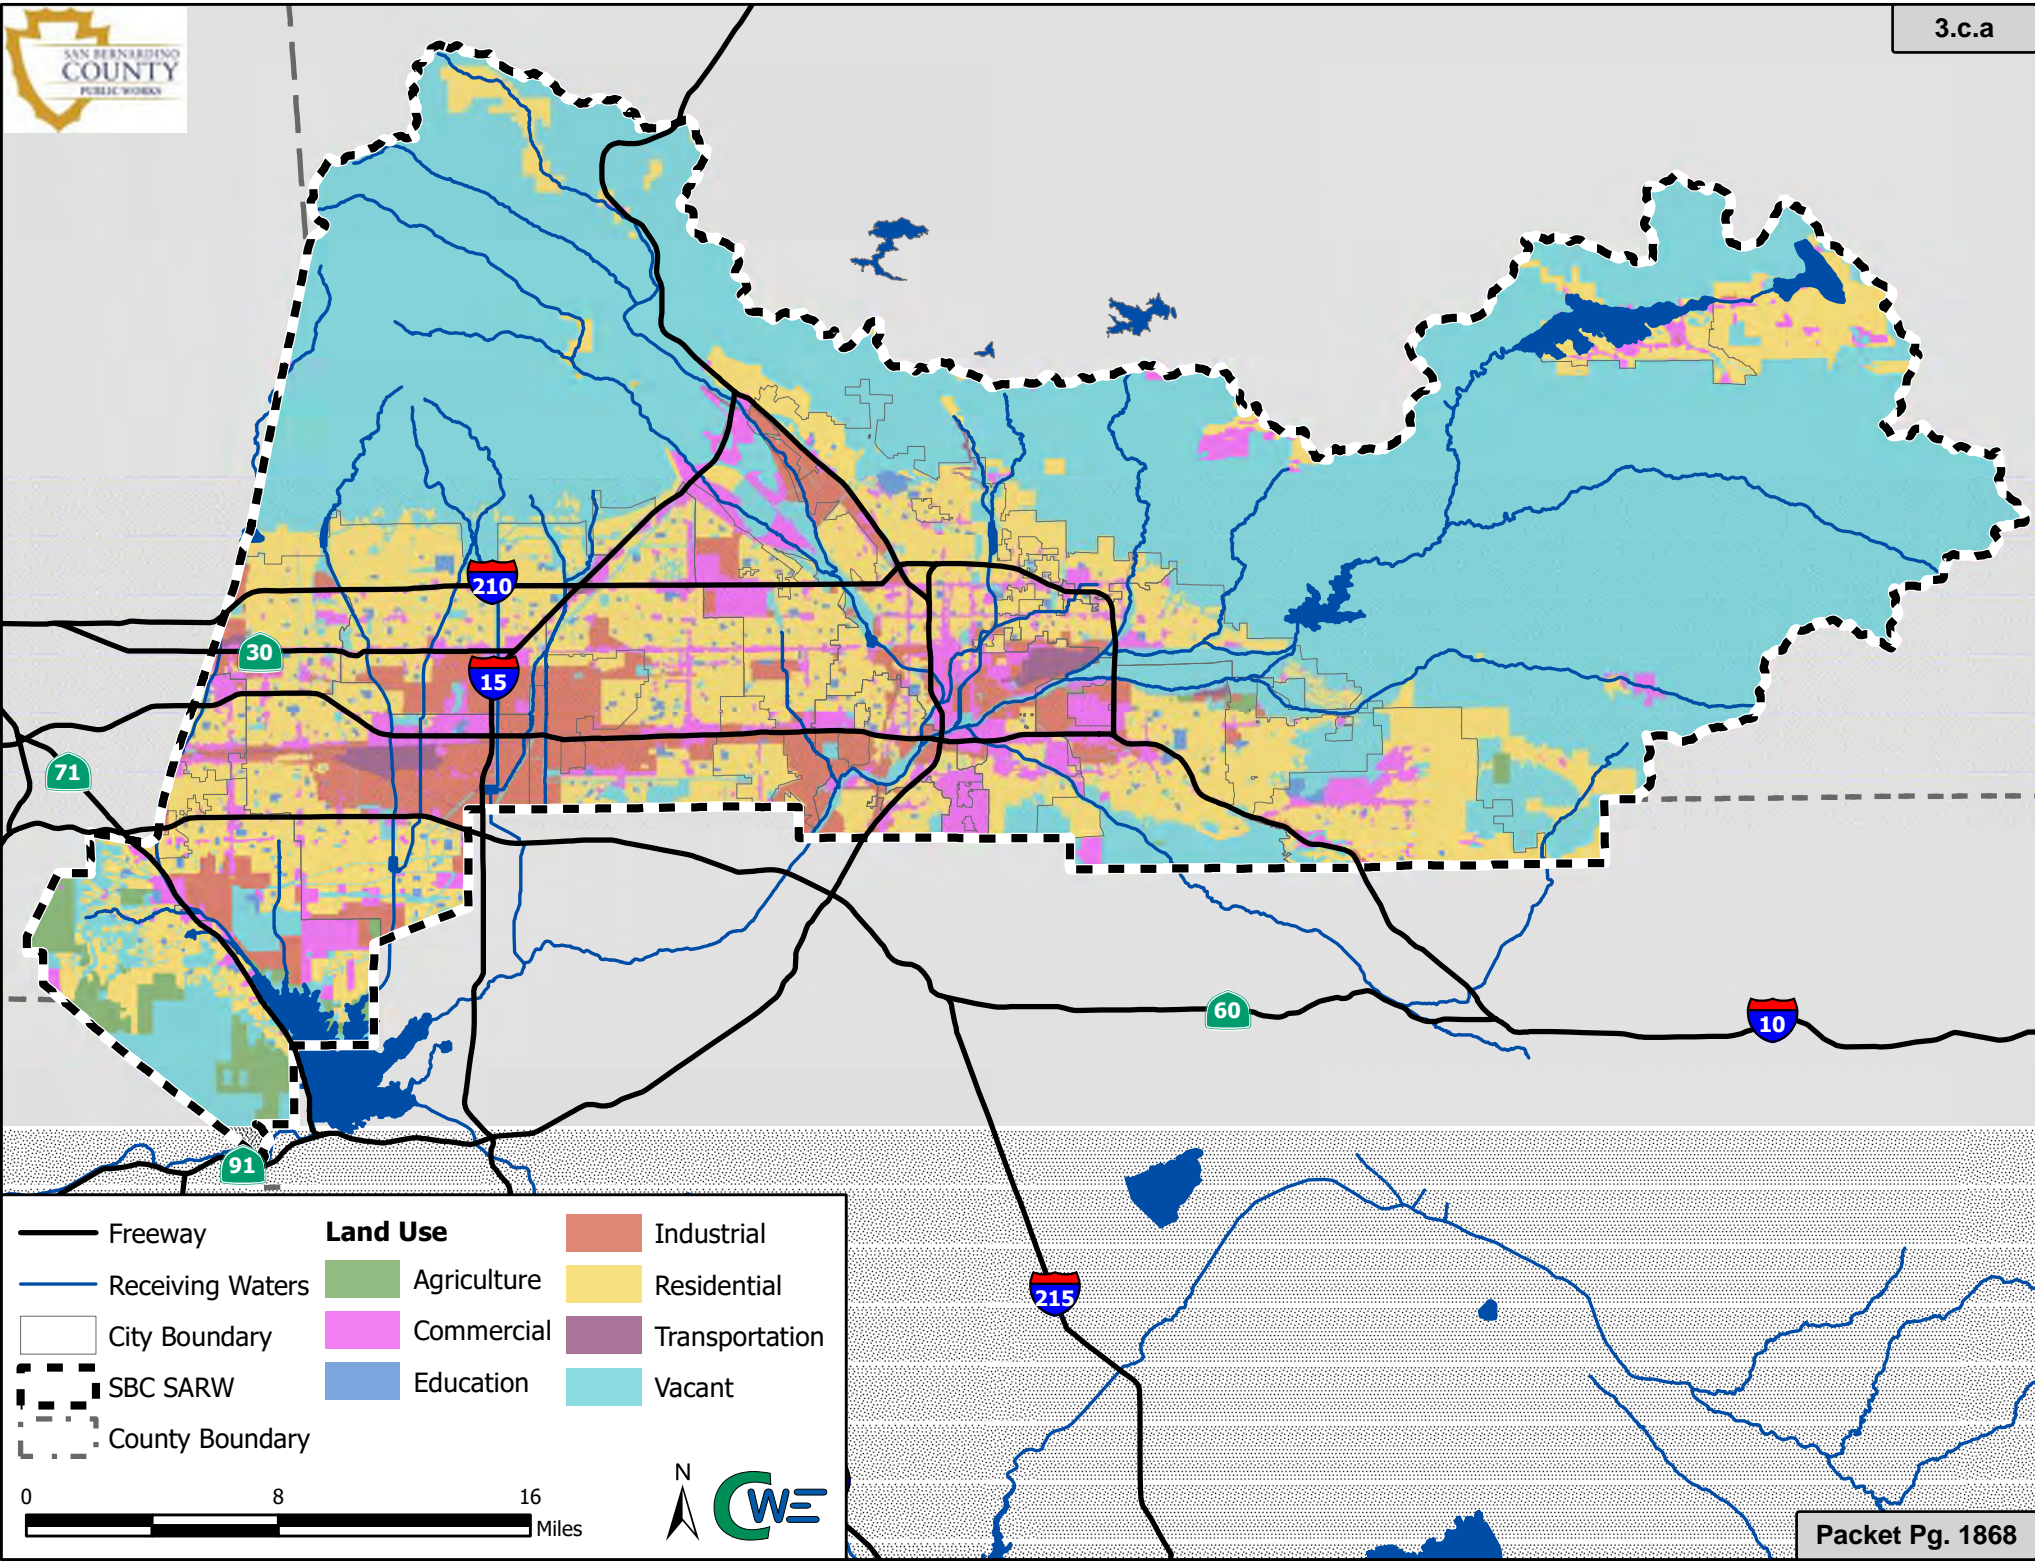 SAN BERNARDINO
COUNTY
PUBLIC WORKS
3.c.a
210
30
15
71
60
10
91
215
Freeway
Receiving Waters
City Boundary
SBC SARW
County Boundary
Land Use
Agriculture
Commercial
Education
Industrial
Residential
Transportation
Vacant
0 8 16
Miles
N
CWE
Packet Pg. 1868